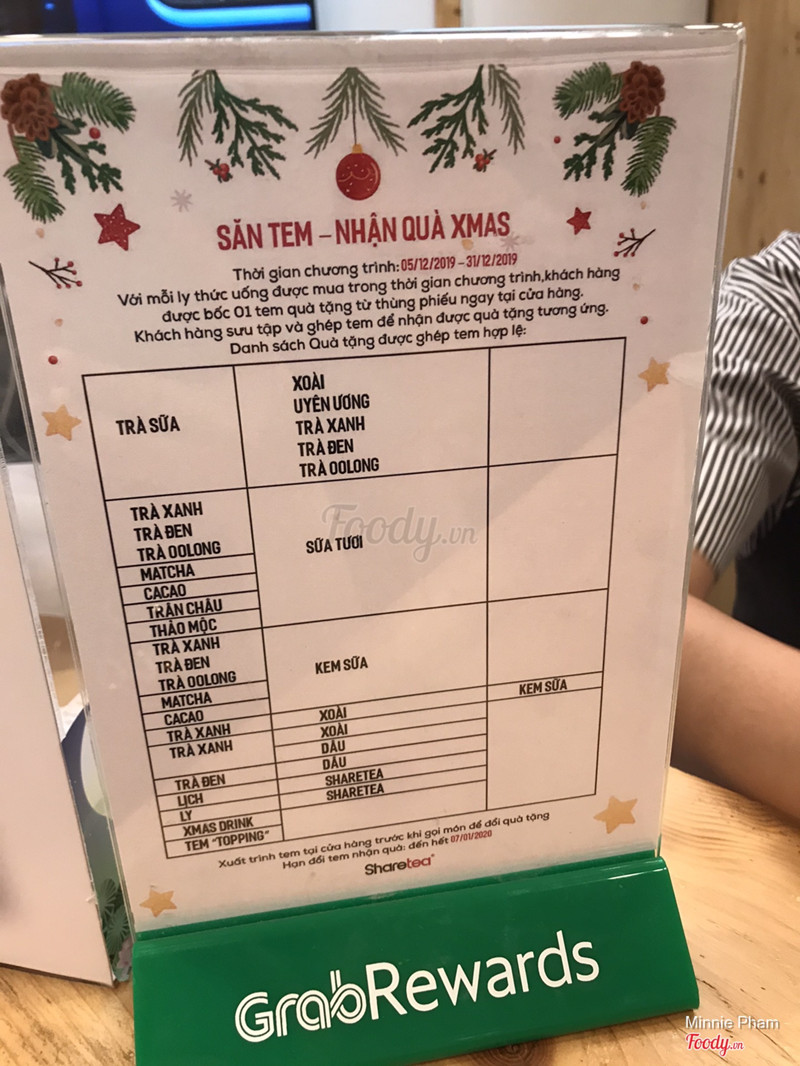 SĂN TEM – NHẬN QUÀ XMAS
Thời gian chương trình: 05/12/2019 – 31/12/2019
Với mỗi ly thức uống được mua trong thời gian chương trình,khách hàng
được bốc 01 tem quà tặng từ thùng phiếu ngay tại cửa hàng.
Khách hàng sưu tập và ghép tem để nhận được quà tặng tương ứng.
Danh sách Quà tặng được ghép tem hợp lệ:
TRÀ SỮA
XOÀI
UYÊN ƯƠNG
TRÀ XANH
TRÀ ĐEN
TRÀ OOLONG
TRÀ XANH
TRÀ ĐEN
TRÀ OOLONG
MATCHA
CACAO
TRÂN CHÂU
THẢO MỘC
SỮA TƯƠI
TRÀ XANH
TRÀ ĐEN
TRÀ OOLONG
MATCHA
CACAO
KEM SỮA
TRÀ XANH
XOÀI
KEM SỮA
TRÀ XANH
XOÀI
DÂU
TRÀ ĐEN
DÂU
LỊCH
SHARETEA
LY
SHARETEA
XMAS DRINK
TEM "TOPPING"
Xuất trình tem tại cửa hàng trước khi gọi món để đổi quà tặng
Hạn đổi tem nhận quà: đến hết 07/01/2020
Sharetea
GrabRewards
Foody.vn
Minnie Pham
Foody.vn